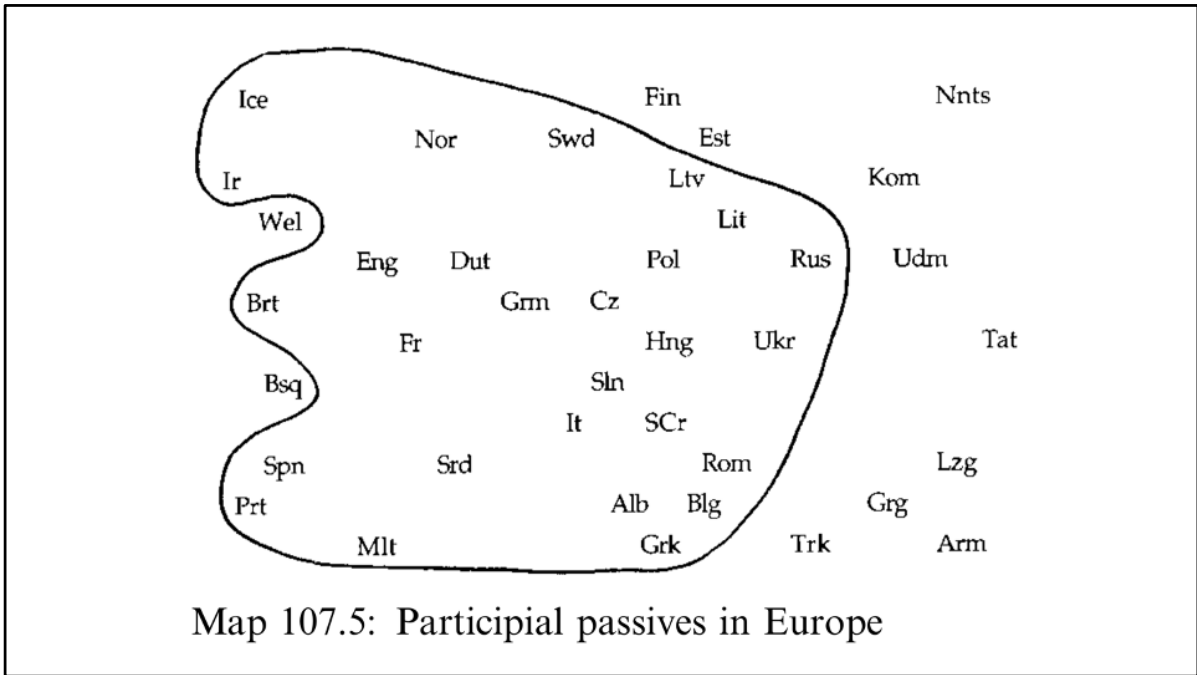 Ice Fin Nnts
Nor Swd Est
Ir Ltv Kom
Wel Lit
Eng Dut Pol Rus Udm
Brt Grm Cz
Fr Hng Ukr Tat
Bsq Sln
It SCr
Spn Srd Rom Lzg
Prt Alb Blg Grg
Mlt Grk Trk Arm
Map 107.5: Participial passives in Europe